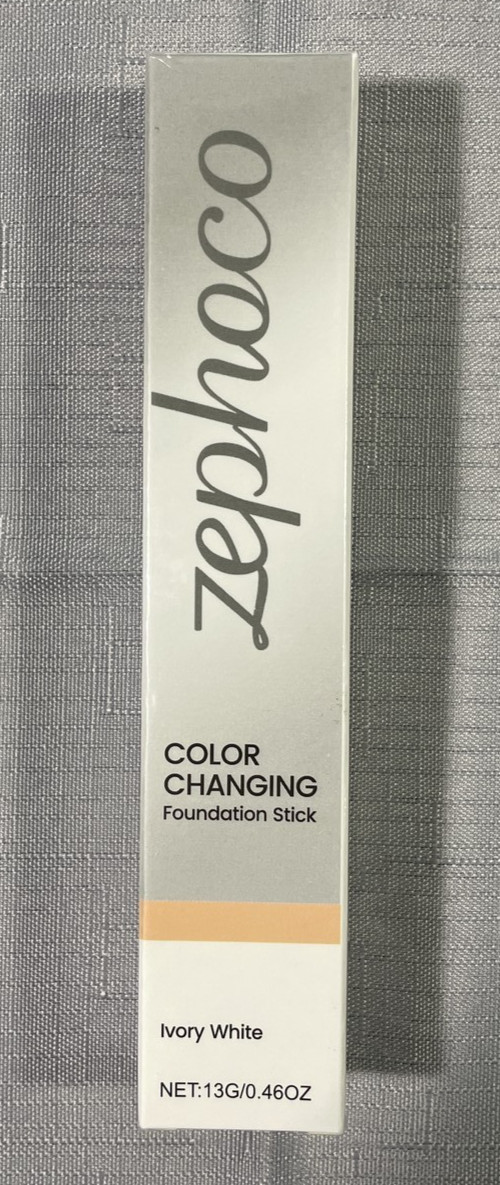 zephoco
COLOR
CHANGING
Foundation Stick
Ivory White
NET:13G/0.46OZ